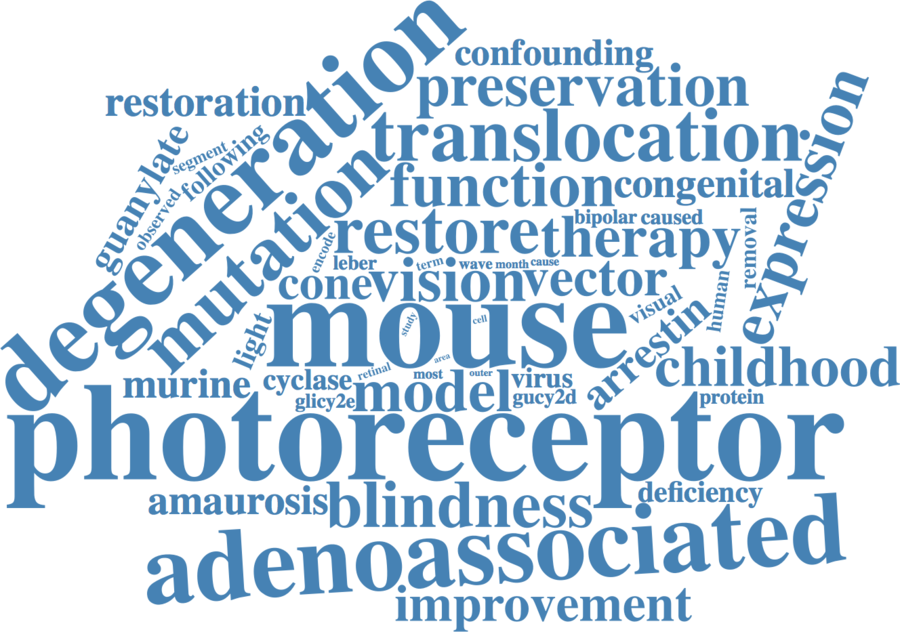 confounding
preservation
restoration
degeneration
translocation
expression
guanylate
segment
following
observed
mutation
function
congenital
restore
therapy
bipolar
caused
removal
encode
leber
term
wave
month
cause
cone
vision
vector
human
visual
light
mouse
study
cell
arrestin
childhood
murine
cyclase
retinal
area
most
outer
virus
glicy2e
model
gucy2d
protein
photoreceptor
amaurosis
blindness
deficiency
adenoassociated
improvement